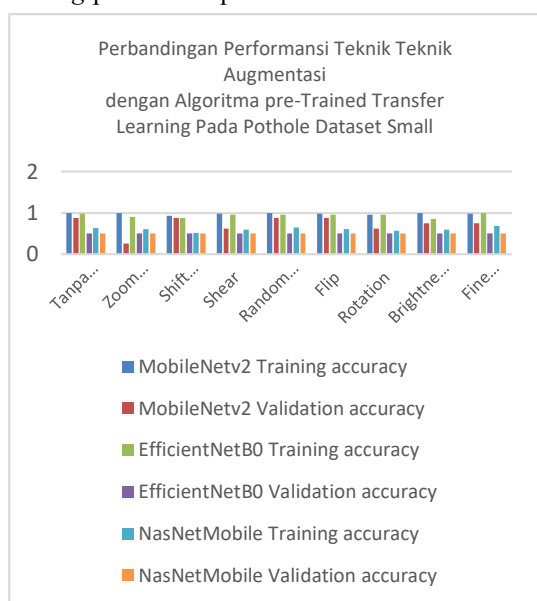 Perbandingan Performansi Teknik Teknik
Augmentasi
dengan Algoritma pre-Trained Transfer
Learning Pada Pothole Dataset Small
2
1
0
Tanpa...
Zoom...
Shift...
Shear
Random...
Flip
Rotation
Brightne...
Fine...
MobileNetv2 Training accuracy
MobileNetv2 Validation accuracy
EfficientNetB0 Training accuracy
EfficientNetB0 Validation accuracy
NasNetMobile Training accuracy
NasNetMobile Validation accuracy